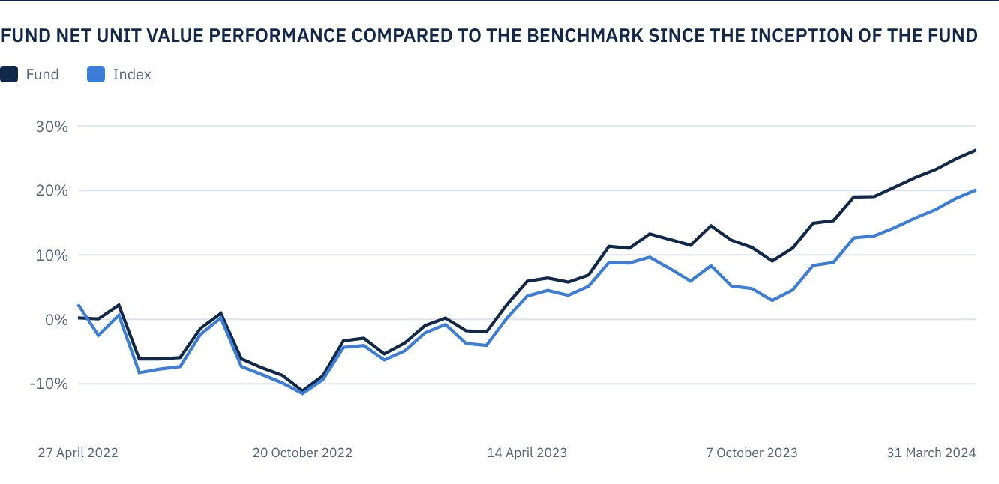 FUND NET UNIT VALUE PERFORMANCE COMPARED TO THE BENCHMARK SINCE THE INCEPTION OF THE FUND
Fund Index
30%
20%
10%
0%
-10%
27 April 2022 20 October 2022 14 April 2023 7 October 2023 31 March 2024